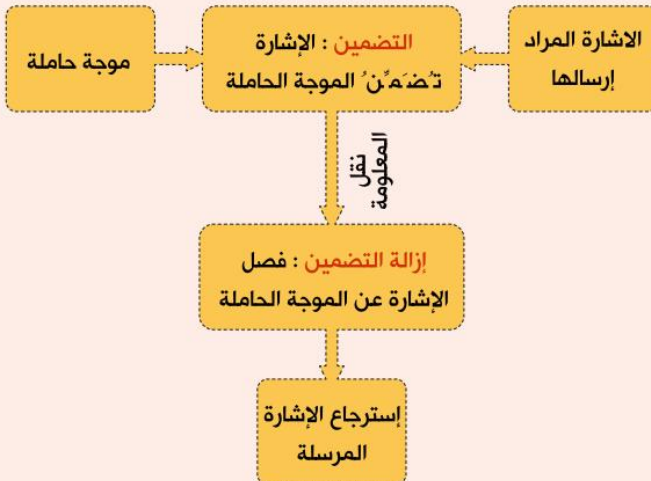 الاشارة المراد
إرسالها
التضمين : الإشارة
تُضَمِّنُ الموجة الحاملة
موجة حاملة
نقل
المعلومة
إزالة التضمين : فصل
الإشارة عن الموجة الحاملة
إسترجاع الإشارة
المرسلة